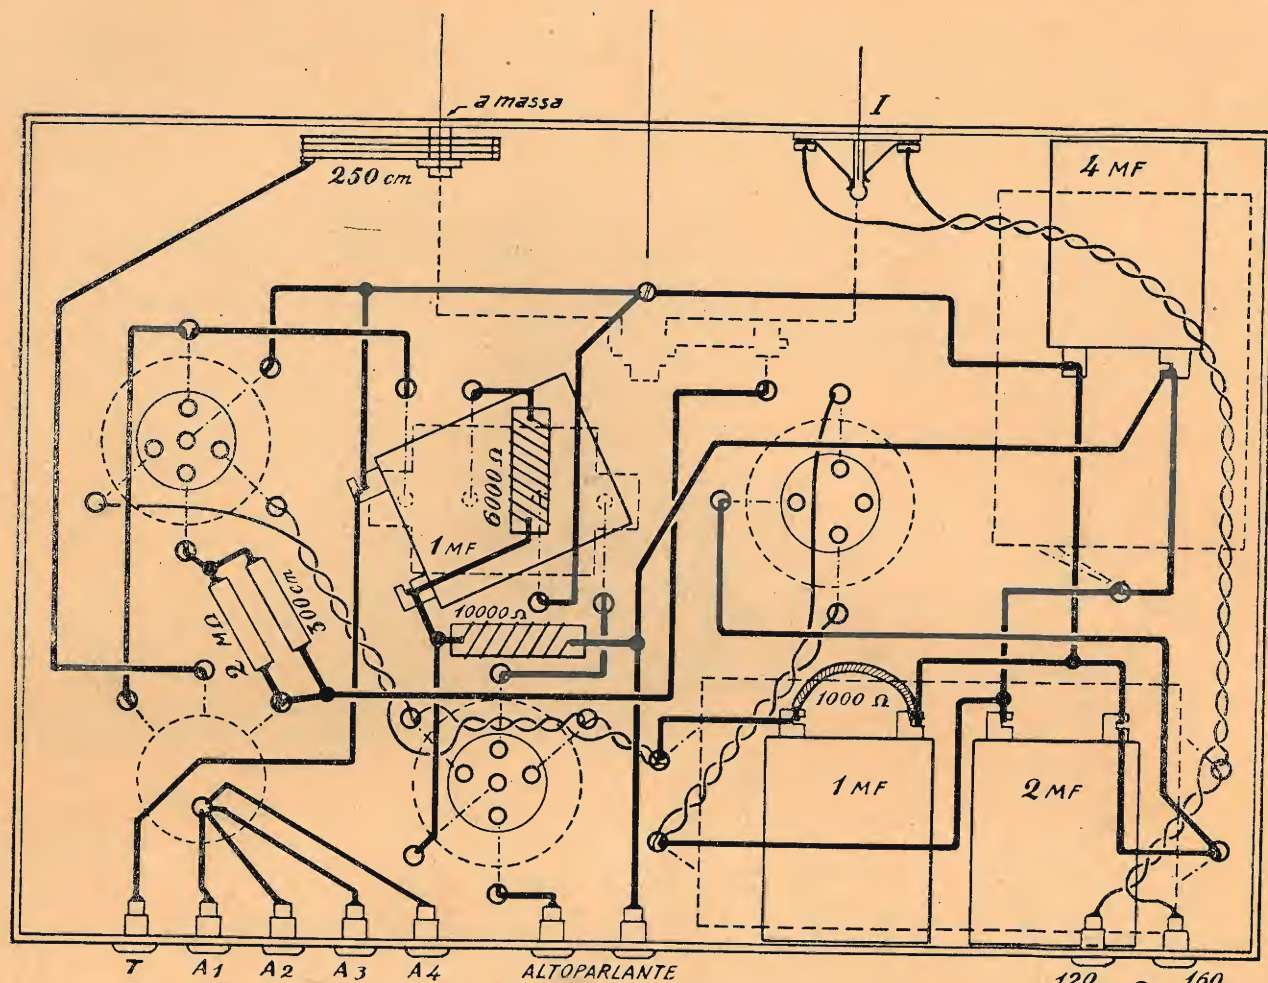 a massa
I
250 cm
4 MF
6000 Ω
1 MF
10000 Ω
300 cm
2 MΩ
1000 Ω
1 MF
2 MF
T
A1
A2
A3
A4
ALTOPARLANTE
120
160